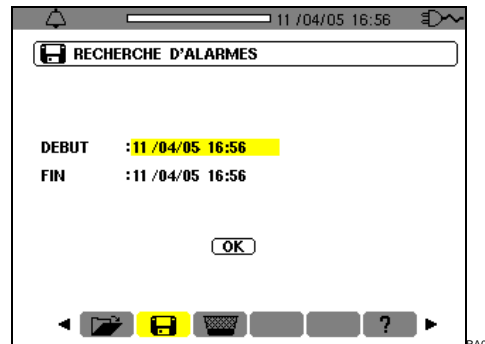 11 /04/05 16:56
RECHERCHE D'ALARMES
DEBUT :11 /04/05 16:56
FIN :11 /04/05 16:56
OK
?